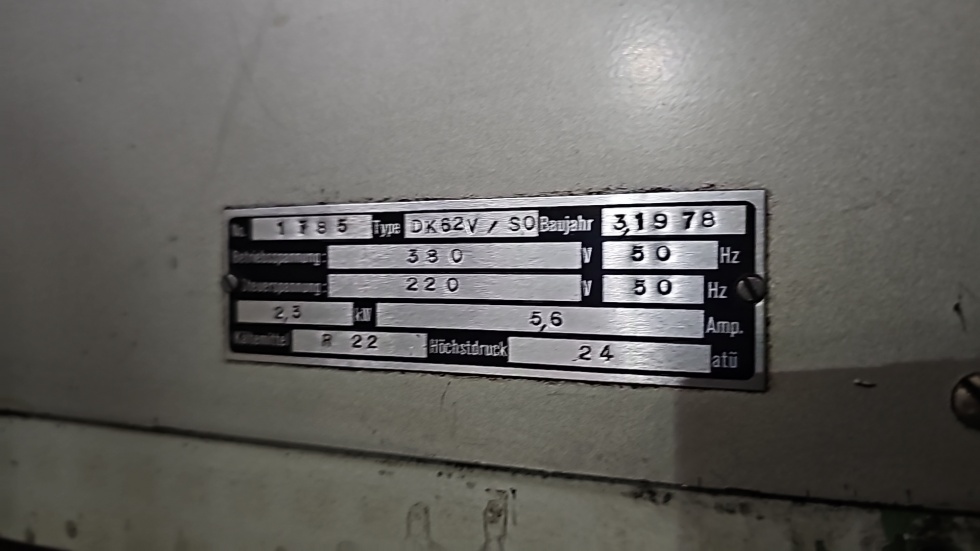 No. 1785 Type DK62V / SO Baujahr 3,1978
Betriebsspannung: 380 V 50 Hz
Steuerspannung: 220 V 50 Hz
2,3 kW 5,6 Amp.
Kältemittel R 22 Höchstdruck 24 atü